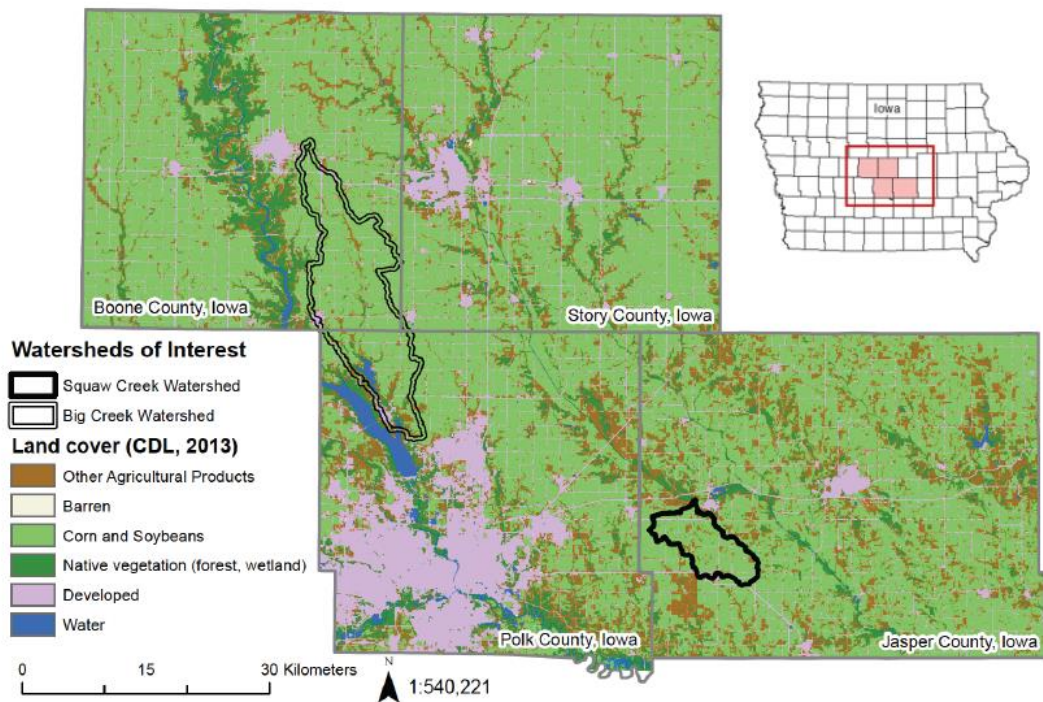 Iowa
Boone County, Iowa
Story County, Iowa
Watersheds of Interest
Squaw Creek Watershed
Big Creek Watershed
Land cover (CDL, 2013)
Other Agricultural Products
Barren
Corn and Soybeans
Native vegetation (forest, wetland)
Developed
Water
Polk County, Iowa
Jasper County, Iowa
0 15 30 Kilometers
N
1:540,221